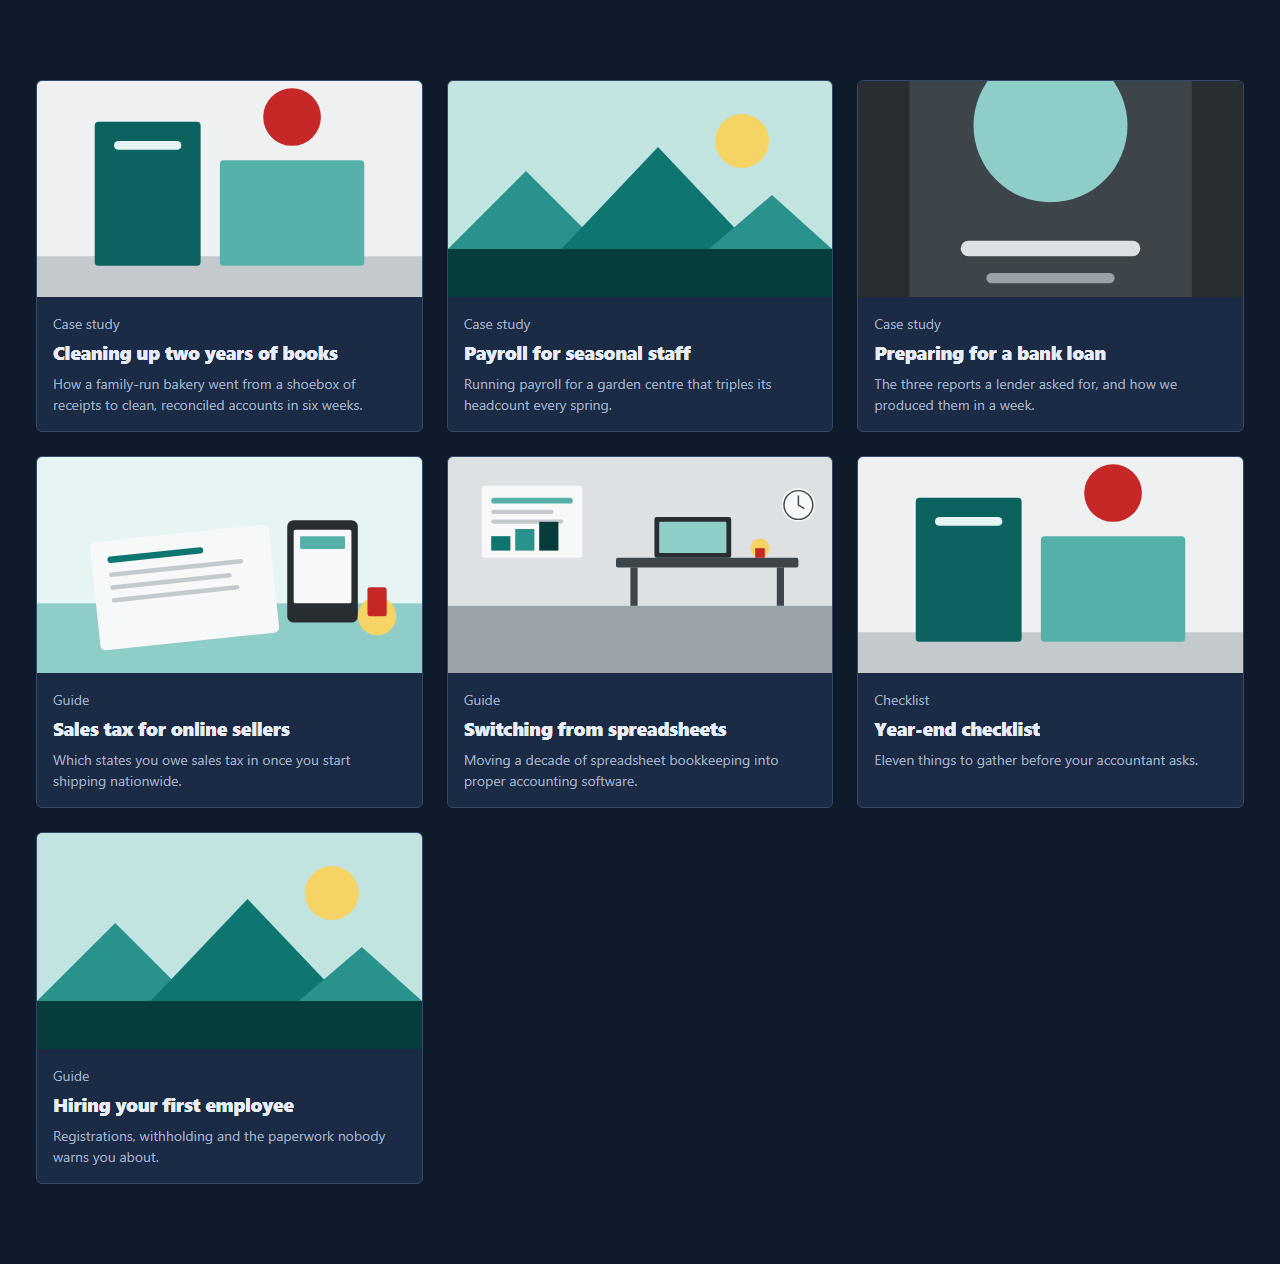 Case study
Cleaning up two years of books
How a family-run bakery went from a shoebox of
receipts to clean, reconciled accounts in six weeks.
Case study
Payroll for seasonal staff
Running payroll for a garden centre that triples its
headcount every spring.
Case study
Preparing for a bank loan
The three reports a lender asked for, and how we
produced them in a week.
Guide
Sales tax for online sellers
Which states you owe sales tax in once you start
shipping nationwide.
Guide
Switching from spreadsheets
Moving a decade of spreadsheet bookkeeping into
proper accounting software.
Checklist
Year-end checklist
Eleven things to gather before your accountant asks.
Guide
Hiring your first employee
Registrations, withholding and the paperwork nobody
warns you about.